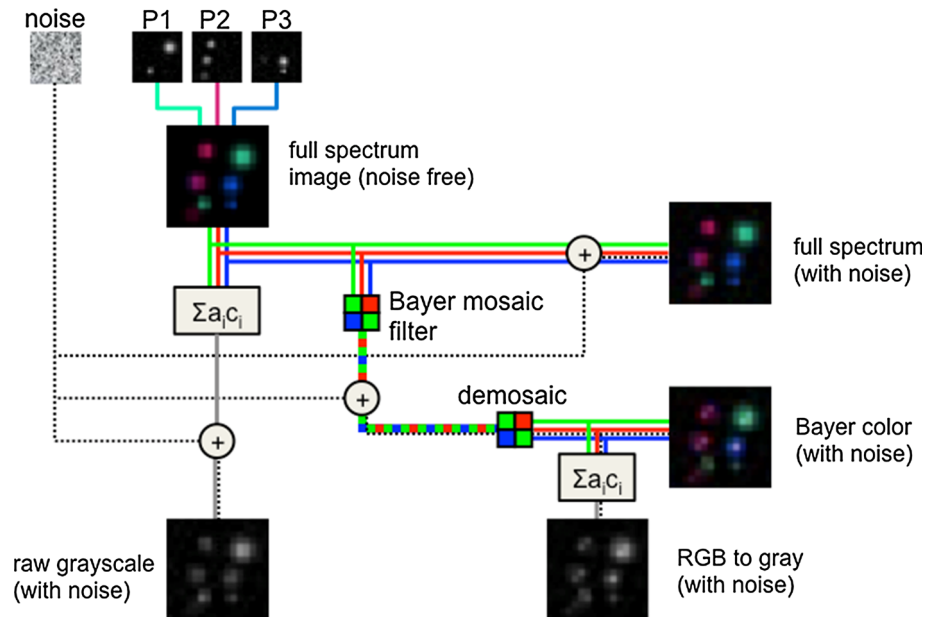 noise
P1
P2
P3
full spectrum
image (noise free)
full spectrum
(with noise)
+
Σaᵢcᵢ
Bayer mosaic
filter
+
demosaic
Bayer color
(with noise)
+
Σaᵢcᵢ
raw grayscale
(with noise)
RGB to gray
(with noise)